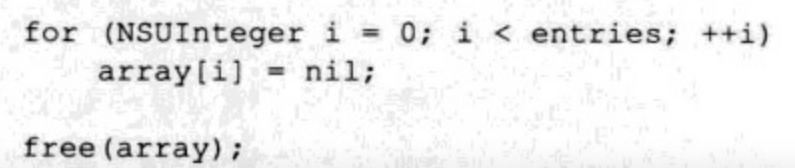 for (NSUInteger i = 0; i < entries; ++i)
    array[i] = nil;

free(array);